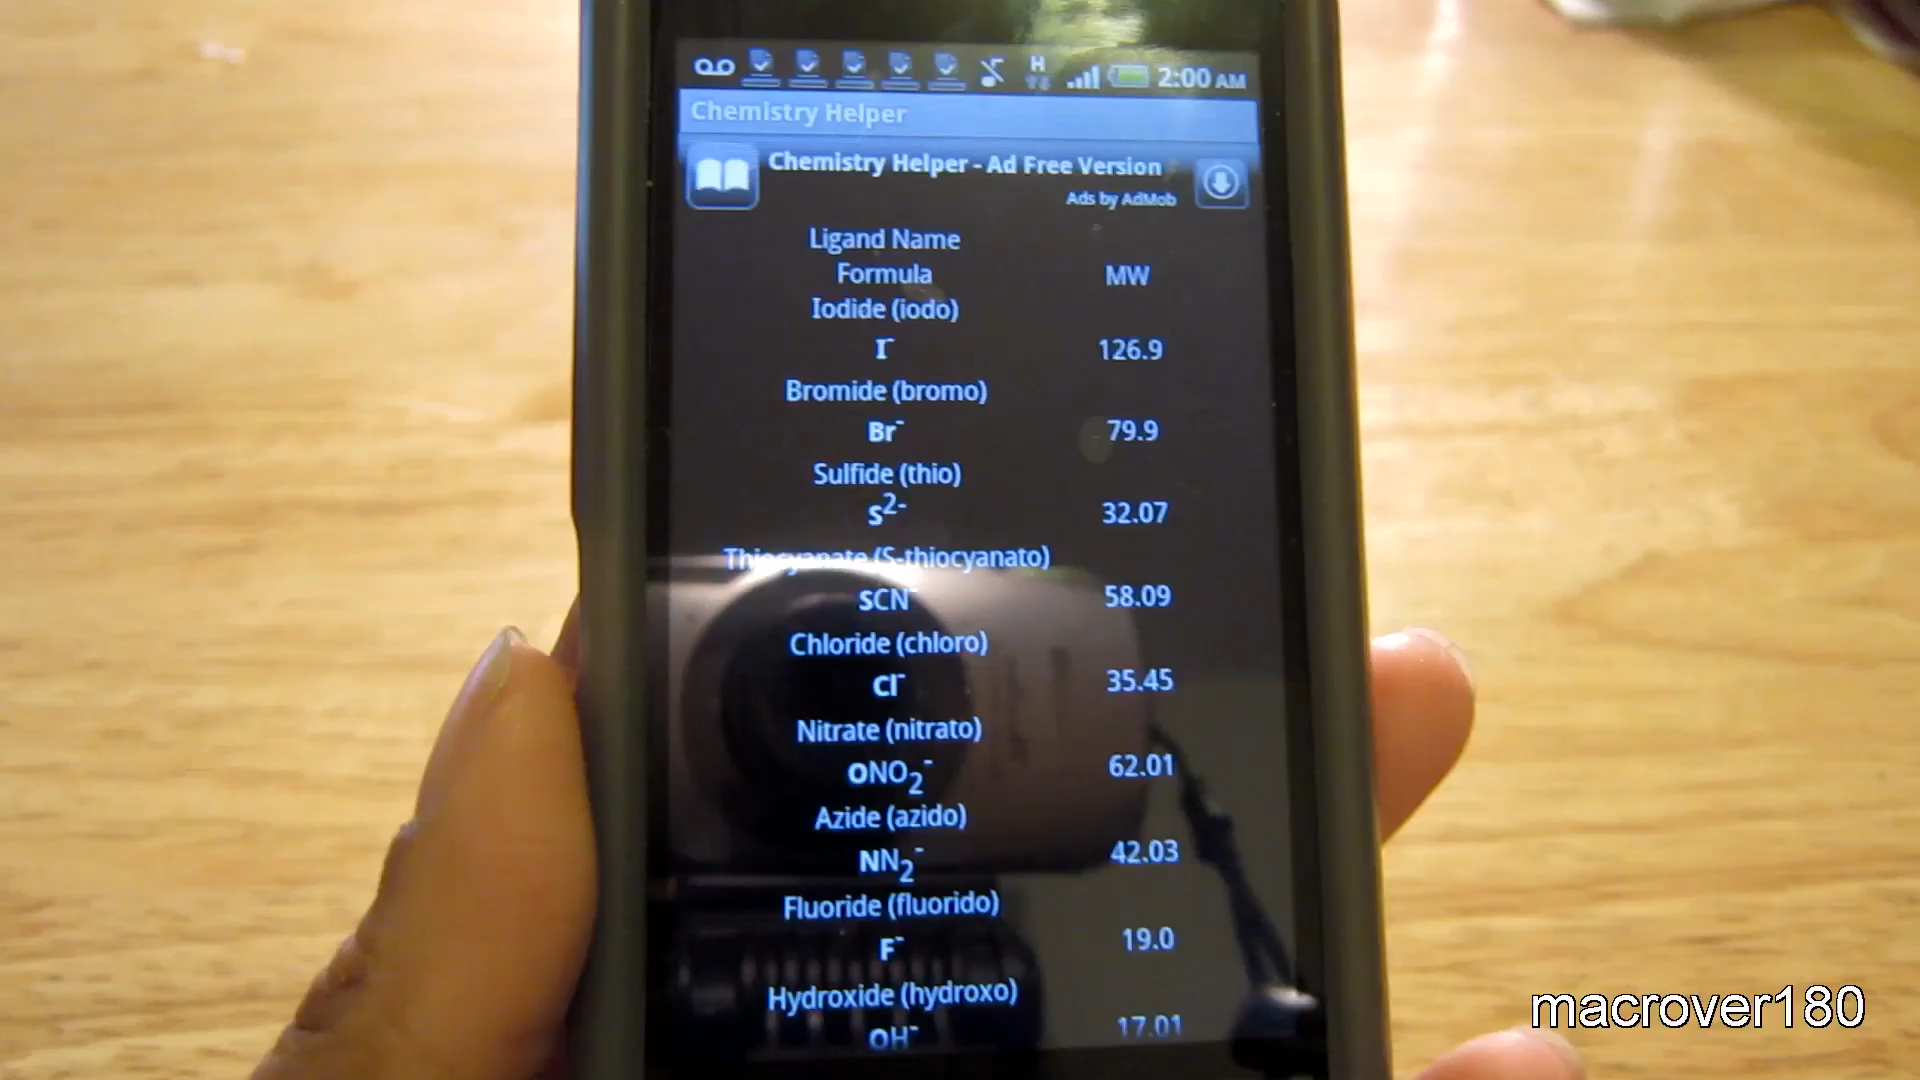 H
2:00 AM
Chemistry Helper
Chemistry Helper - Ad Free Version
Ads by AdMob
Ligand Name
Formula MW
Iodide (iodo)
I⁻ 126.9
Bromide (bromo)
Br⁻ 79.9
Sulfide (thio)
S²⁻ 32.07
Thiocyanate (S-thiocyanato)
SCN⁻ 58.09
Chloride (chloro)
Cl⁻ 35.45
Nitrate (nitrato)
ONO₂⁻ 62.01
Azide (azido)
NN₂⁻ 42.03
Fluoride (fluorido)
F⁻ 19.0
Hydroxide (hydroxo)
OH⁻ 17.01
macrover180